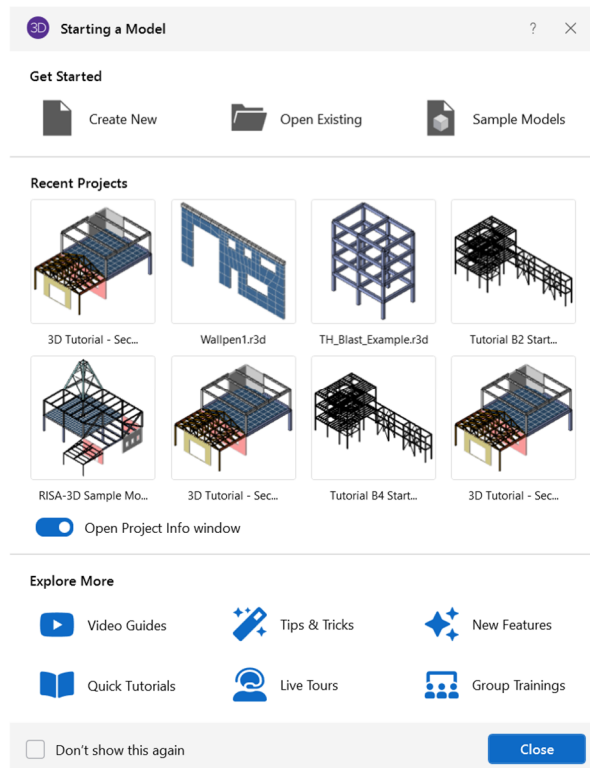 3D Starting a Model ?
Get Started
Create New Open Existing Sample Models
Recent Projects
3D Tutorial - Sec... Wallpen1.r3d TH_Blast_Example.r3d Tutorial B2 Start...
RISA-3D Sample Mo... 3D Tutorial - Sec... Tutorial B4 Start... 3D Tutorial - Sec...
Open Project Info window
Explore More
Video Guides Tips & Tricks New Features
Quick Tutorials Live Tours Group Trainings
Don't show this again Close